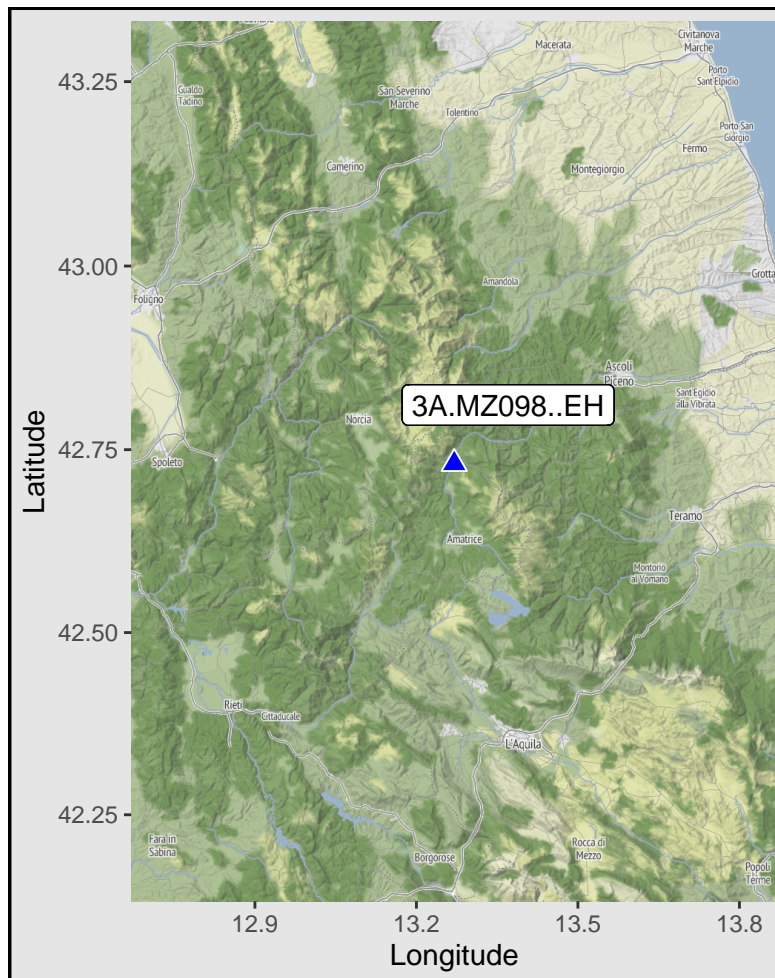 Civitanova
Marche
Macerata
Porto
Sant'Elpidio
43.25
Gualdo
Tadino
San Severino
Marche
Tolentino
Porto San
Giorgio
Fermo
Camerino
Montegiorgio
43.00
Grotta
Amandola
Foligno
Ascoli
Piceno
Sant'Egidio
alla Vibrata
3A.MZ098..EH
Norcia
42.75
Spoleto
Latitude
Teramo
Amatrice
Montorio
al Vomano
42.50
Rieti
Cittaducale
L'Aquila
42.25
Fara in
Sabina
Borgorose
Rocca di
Mezzo
Popoli
Terme
12.9
13.2
13.5
13.8
Longitude